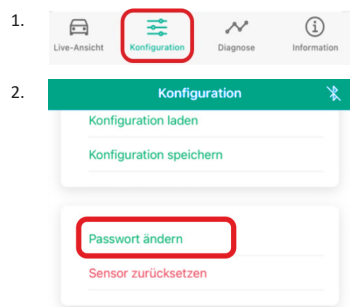 1.
Live-Ansicht Konfiguration Diagnose Information
2.
Konfiguration
Konfiguration laden
Konfiguration speichern
Passwort ändern
Sensor zurücksetzen